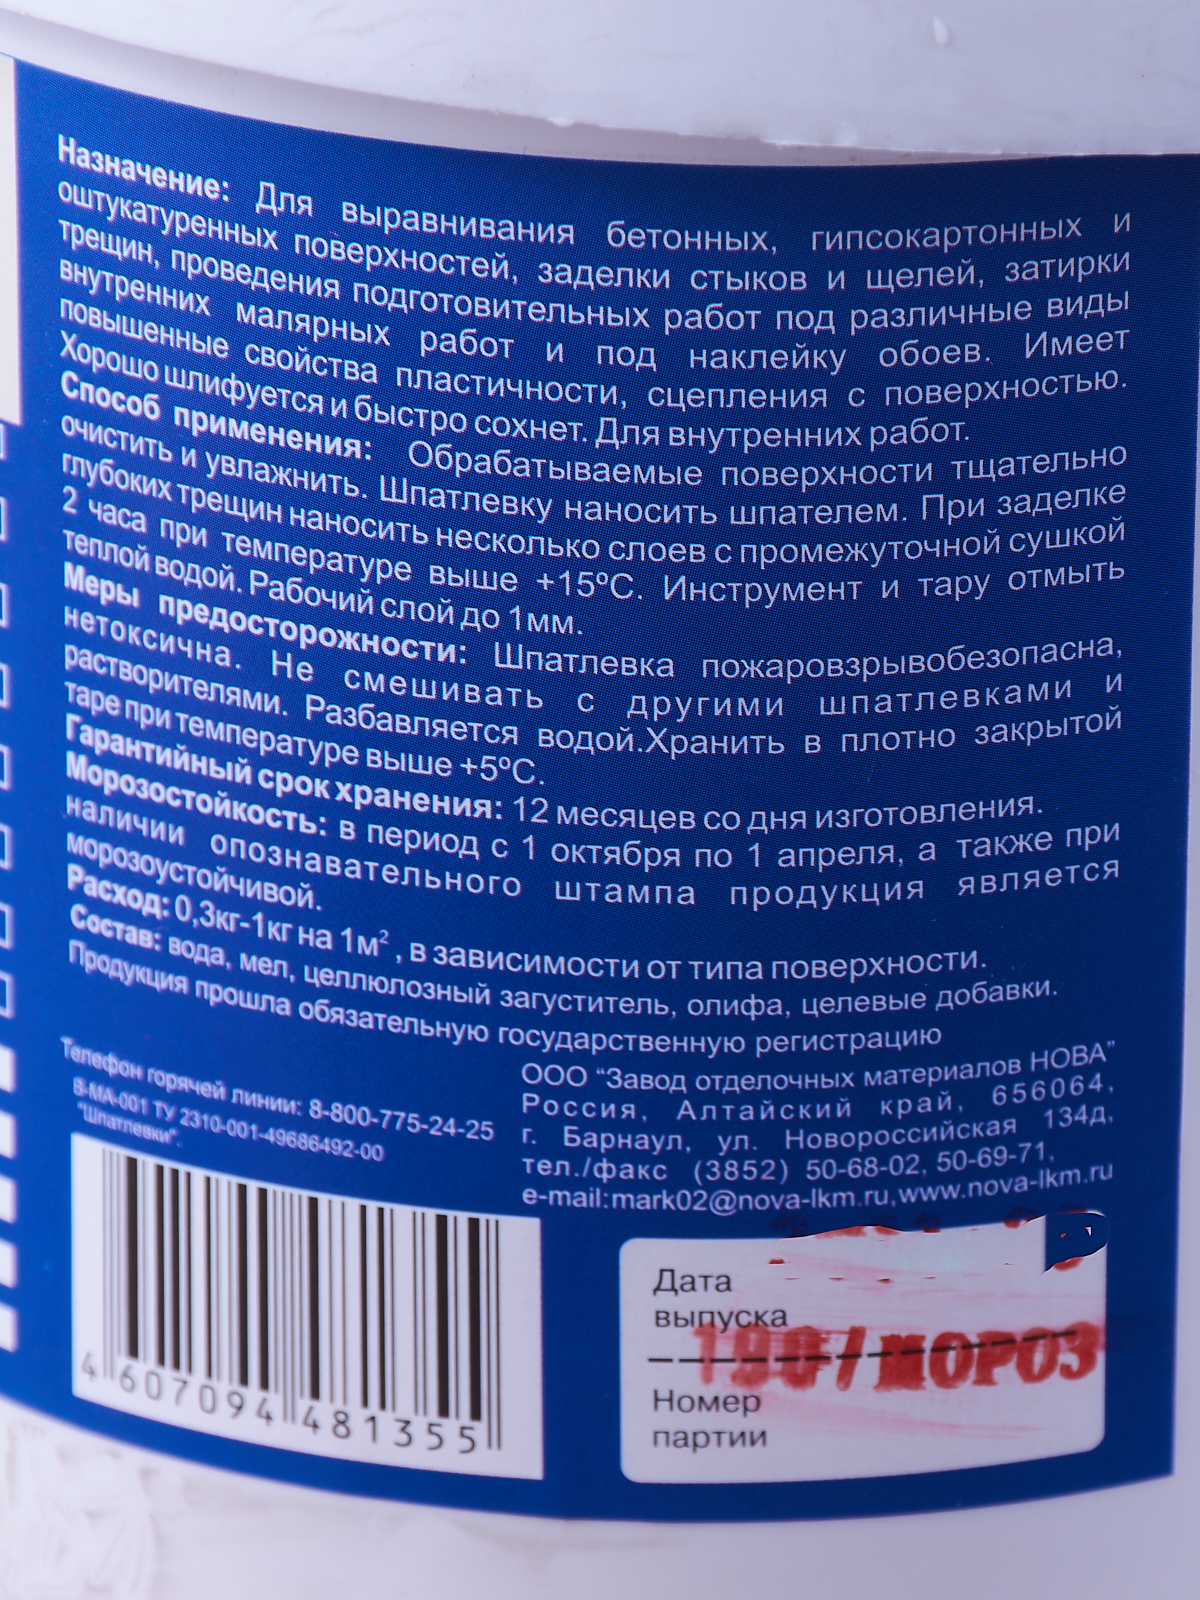 Назначение: Для выравнивания бетонных, гипсокартонных и
оштукатуренных поверхностей, заделки стыков и щелей, затирки
трещин, проведения подготовительных работ под различные виды
внутренних малярных работ и под наклейку обоев. Имеет
повышенные свойства пластичности, сцепления с поверхностью.
Хорошо шлифуется и быстро сохнет. Для внутренних работ.
Способ применения: Обрабатываемые поверхности тщательно
очистить и увлажнить. Шпатлевку наносить шпателем. При заделке
глубоких трещин наносить несколько слоев с промежуточной сушкой
2 часа при температуре выше +15ºС. Инструмент и тару отмыть
теплой водой. Рабочий слой до 1мм.
Меры предосторожности: Шпатлевка пожаровзрывобезопасна,
нетоксична. Не смешивать с другими шпатлевками и
растворителями. Разбавляется водой.Хранить в плотно закрытой
таре при температуре выше +5ºС.
Гарантийный срок хранения: 12 месяцев со дня изготовления.
Морозостойкость: в период с 1 октября по 1 апреля, а также при
наличии опознавательного штампа продукция является
морозоустойчивой.
Расход: 0,3кг-1кг на 1м² , в зависимости от типа поверхности.
Состав: вода, мел, целлюлозный загуститель, олифа, целевые добавки.
Продукция прошла обязательную государственную регистрацию
Телефон горячей линии: 8-800-775-24-25
В-МА-001 ТУ 2310-001-49686492-00
"Шпатлевки".
ООО “Завод отделочных материалов НОВА”
Россия, Алтайский край, 656064,
г. Барнаул, ул. Новороссийская 134д,
тел./факс (3852) 50-68-02, 50-69-71,
e-mail:mark02@nova-lkm.ru,www.nova-lkm.ru
4 607094 481355
Дата
выпуска
/ МОРОЗ
Номер
партии